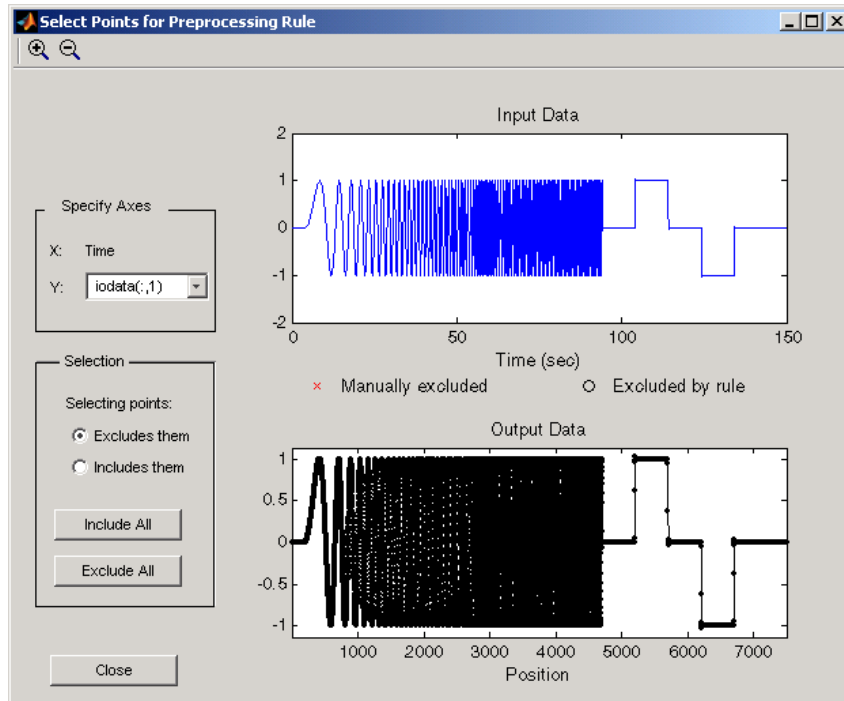 Select Points for Preprocessing Rule
Specify Axes
X: Time
Y: iodata(:,1)
Selection
Selecting points:
Excludes them
Includes them
Include All
Exclude All
Close
Input Data
2
1
0
-1
-2
0 50 100 150
Time (sec)
× Manually excluded O Excluded by rule
Output Data
1
0.5
0
-0.5
-1
1000 2000 3000 4000 5000 6000 7000
Position